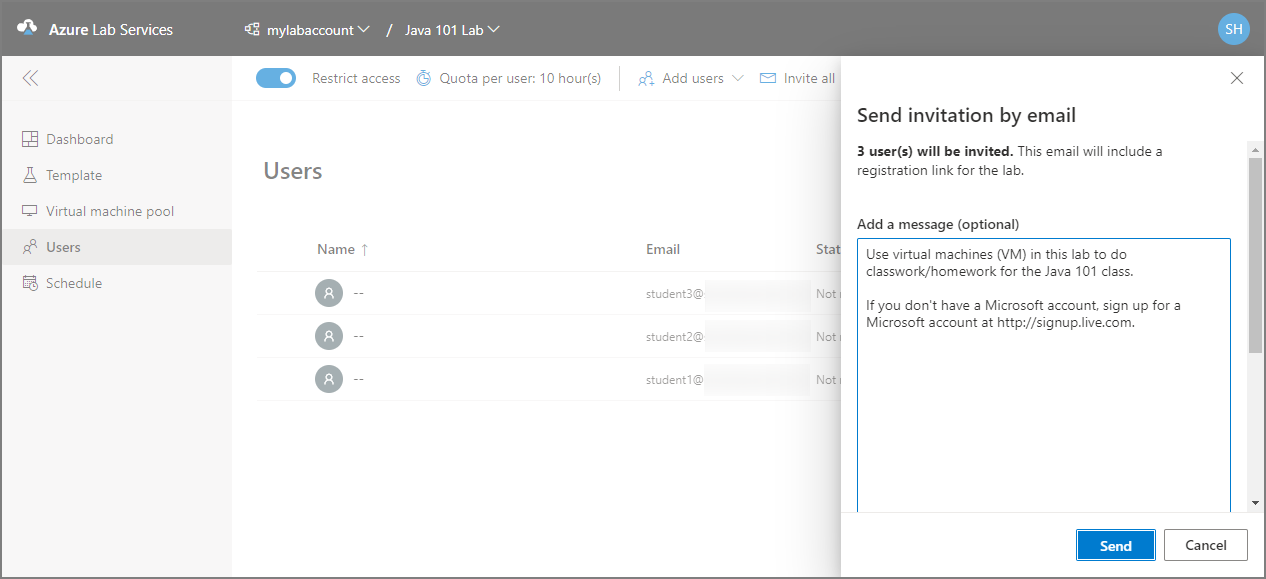 Azure Lab Services
mylabaccount / Java 101 Lab
SH
Restrict access
Quota per user: 10 hour(s)
Add users
Invite all
Dashboard
Template
Virtual machine pool
Users
Schedule
Users
Name ↑
Email
-- student3@ Not
-- student2@ Not
-- student1@ Not
Send invitation by email
3 user(s) will be invited. This email will include a
registration link for the lab.
Add a message (optional)
Use virtual machines (VM) in this lab to do
classwork/homework for the Java 101 class.
If you don't have a Microsoft account, sign up for a
Microsoft account at http://signup.live.com.
Send
Cancel